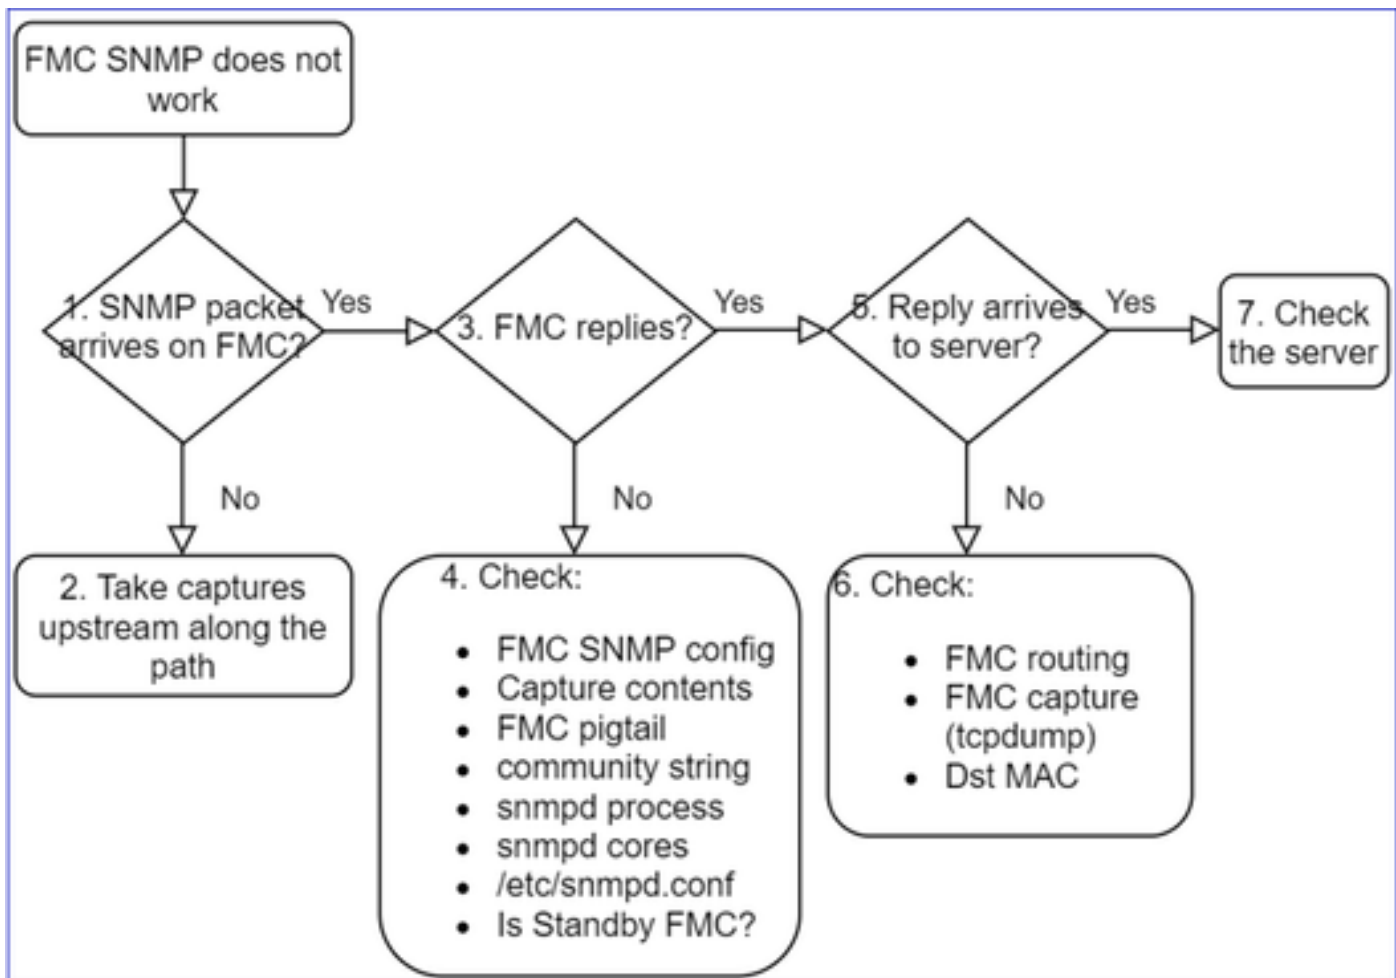 FMC SNMP does not
work
1. SNMP packet
arrives on FMC?
Yes
3. FMC replies?
Yes
5. Reply arrives
to server?
Yes
7. Check
the server
No
2. Take captures
upstream along the
path
No
4. Check:
• FMC SNMP config
• Capture contents
• FMC pigtail
• community string
• snmpd process
• snmpd cores
• /etc/snmpd.conf
• Is Standby FMC?
No
6. Check:
• FMC routing
• FMC capture
(tcpdump)
• Dst MAC